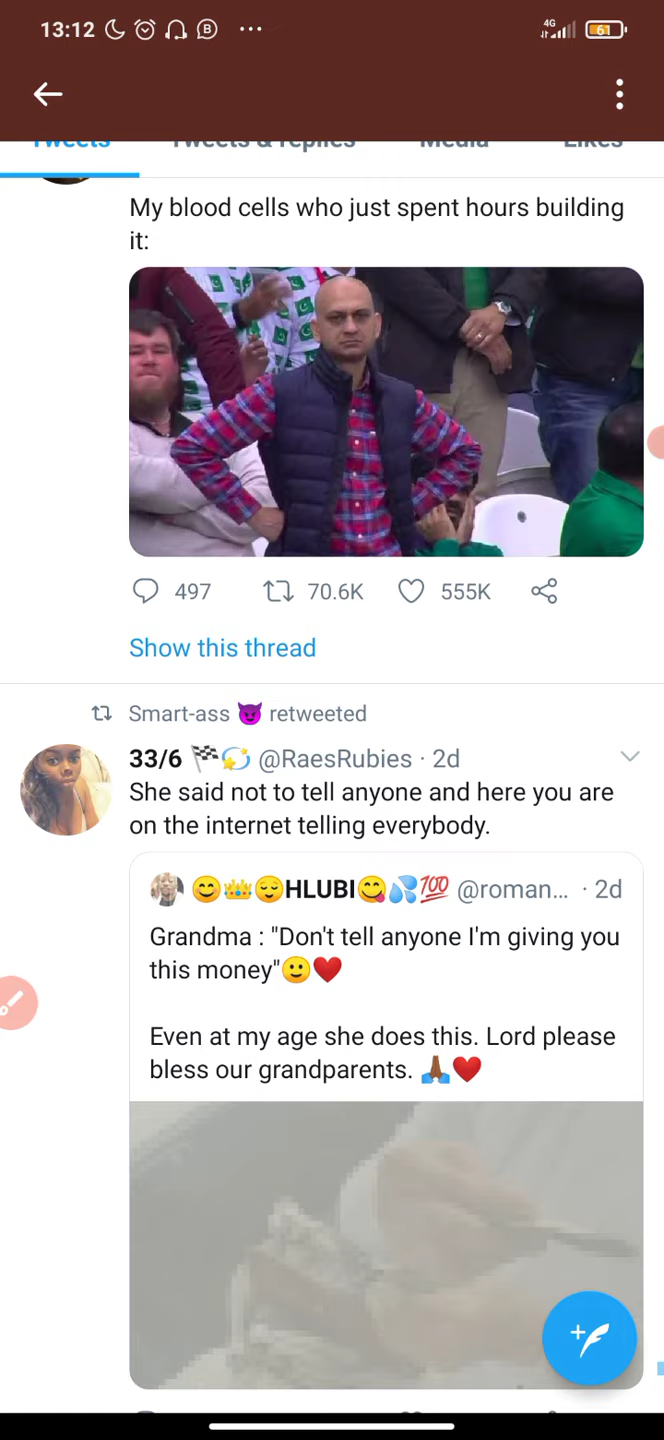 13:12 B ... 4G 61
Tweets Tweets & replies Media Likes
My blood cells who just spent hours building
it:
497 70.6K 555K
Show this thread
Smart-ass 😈 retweeted
33/6 🏁💫 @RaesRubies · 2d
She said not to tell anyone and here you are
on the internet telling everybody.
😊👑😌HLUBI😋💦💯 @roman... · 2d
Grandma : "Don't tell anyone I'm giving you
this money"🙂❤️
Even at my age she does this. Lord please
bless our grandparents. 🙏🏾❤️